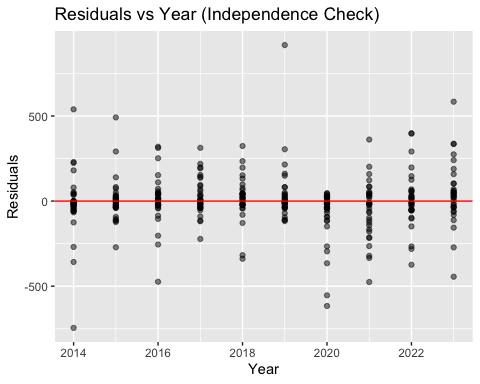 Residuals vs Year (Independence Check)
500
0
-500
Residuals
2014
2016
2018
2020
2022
Year